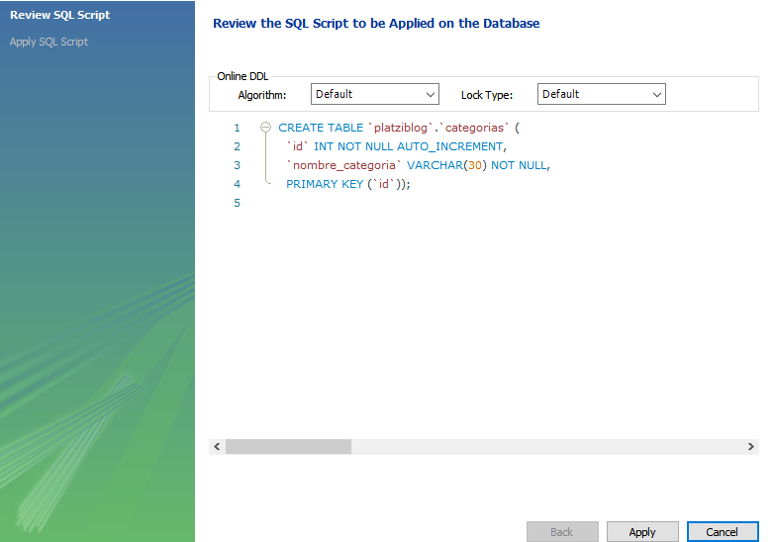 Review SQL Script
Apply SQL Script
Review the SQL Script to be Applied on the Database
Online DDL
Algorithm: Default Lock Type: Default
1 CREATE TABLE `platziblog`.`categorias` (
2 `id` INT NOT NULL AUTO_INCREMENT,
3 `nombre_categoria` VARCHAR(30) NOT NULL,
4 PRIMARY KEY (`id`));
5
Back Apply Cancel